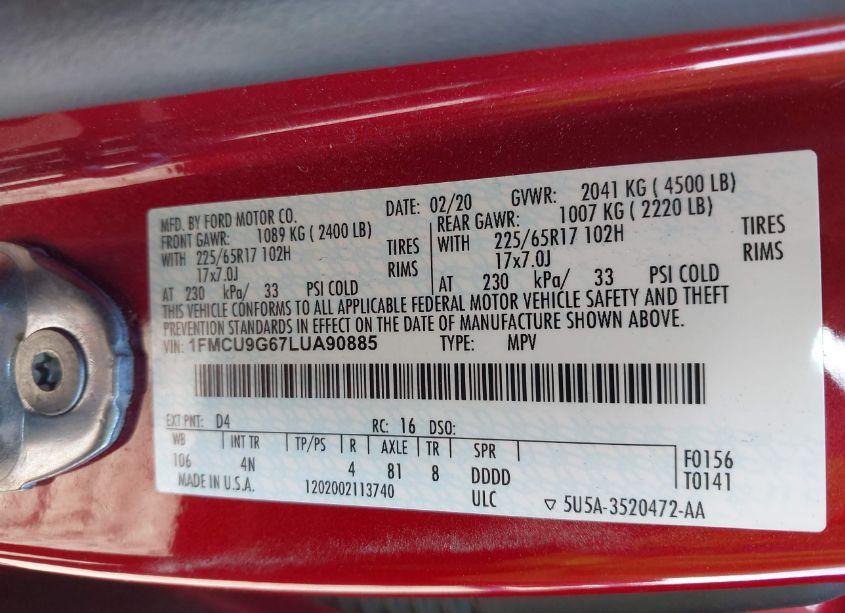 MFD. BY FORD MOTOR CO. DATE: 02/20 GVWR: 2041 KG ( 4500 LB)
FRONT GAWR: 1089 KG ( 2400 LB) REAR GAWR: 1007 KG ( 2220 LB)
WITH 225/65R17 102H TIRES WITH 225/65R17 102H TIRES
17x7.0J RIMS 17x7.0J RIMS
AT 230 kPa/ 33 PSI COLD AT 230 kPa/ 33 PSI COLD
THIS VEHICLE CONFORMS TO ALL APPLICABLE FEDERAL MOTOR VEHICLE SAFETY AND THEFT
PREVENTION STANDARDS IN EFFECT ON THE DATE OF MANUFACTURE SHOWN ABOVE.
VIN: 1FMCU9G67LUA90885 TYPE: MPV
EXT PNT: D4 RC: 16 DSO:
WB INT TR TP/PS R AXLE TR SPR F0156
106 4N 4 81 8 DDDD T0141
MADE IN U.S.A. 1202002113740 ULC ▽ 5U5A-3520472-AA